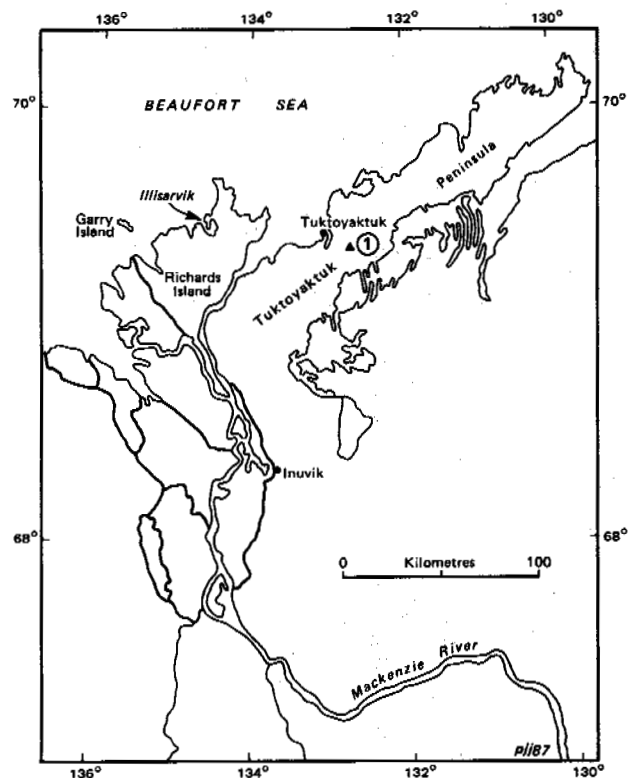 136° 134° 132° 130°
70° 70°
BEAUFORT SEA
Peninsula
Illisarvik
Garry
Island
Tuktoyaktuk
1
Richards
Island
Tuktoyaktuk
Inuvik
68° 68°
0 Kilometres 100
Mackenzie River
pjj87
136° 134° 132° 130°